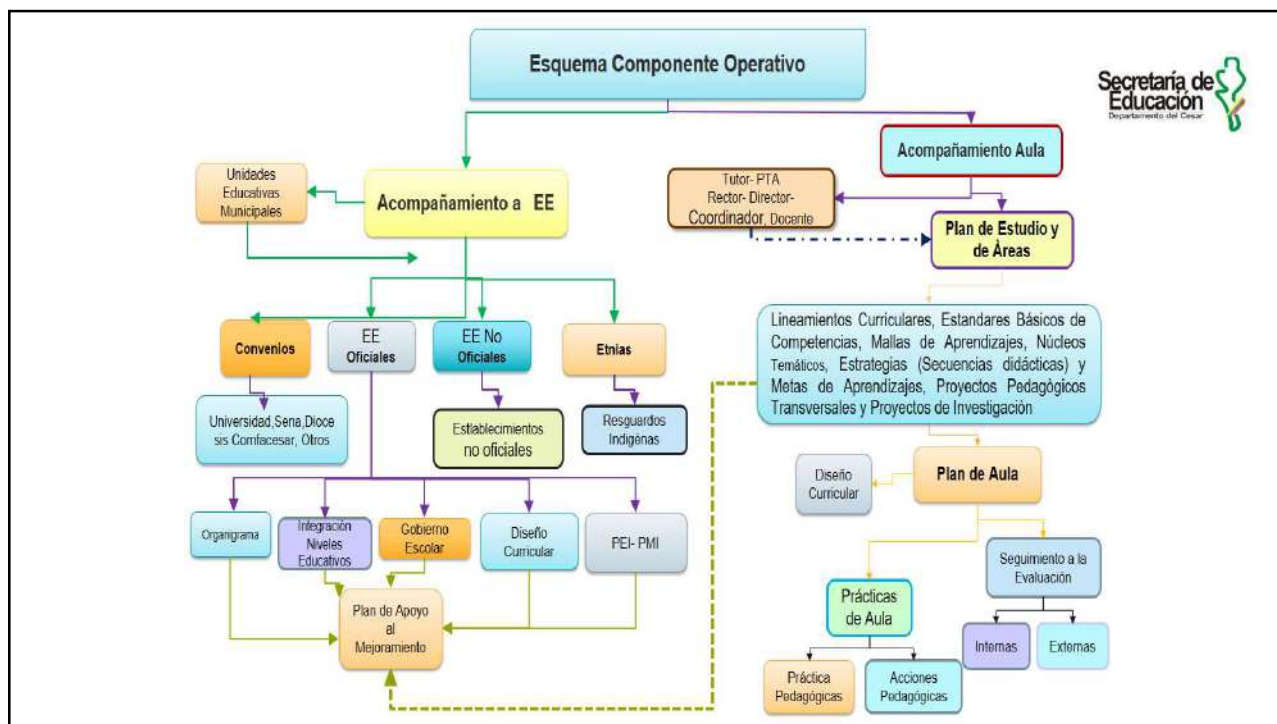 Esquema Componente Operativo
Secretaría de
Educación
Departamento del Cesar
Acompañamiento Aula
Unidades
Educativas
Municipales
Acompañamiento a EE
Tutor- PTA
Rector- Director-
Coordinador, Docente
Plan de Estudio y
de Àreas
Convenios
EE
Oficiales
EE No
Oficiales
Etnias
Lineamientos Curriculares, Estandares Básicos de
Competencias, Mallas de Aprendizajes, Núcleos
Temáticos, Estrategias (Secuencias didácticas) y
Metas de Aprendizajes, Proyectos Pedagógicos
Transversales y Proyectos de Investigación
Universidad,Sena,Dioce
sis Comfacesar, Otros
Estlablecimientos
no oficiales
Resguardos
Indigénas
Diseño
Curricular
Plan de Aula
Organigrama
Integración
Niveles
Educativos
Gobierno
Escolar
Diseño
Curricular
PEI- PMI
Seguimiento a la
Evaluación
Plan de Apoyo
al
Mejoramiento
Prácticas
de Aula
Internas
Externas
Práctica
Pedagógicas
Acciones
Pedagógicas